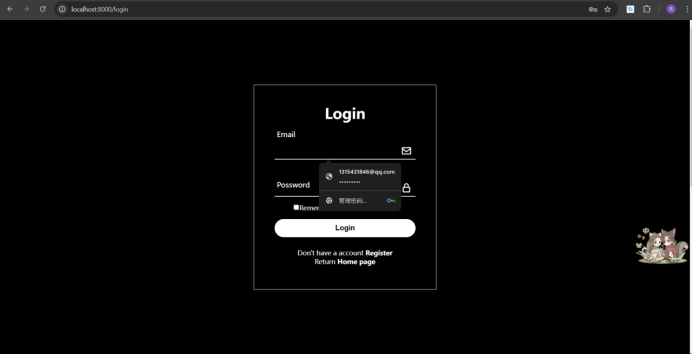 localhost:8000/login
Login
Email
1315431846@qq.com
•••••••••
Possword
管理密码...
Remem
Login
Don't have a account Register
Return Home page